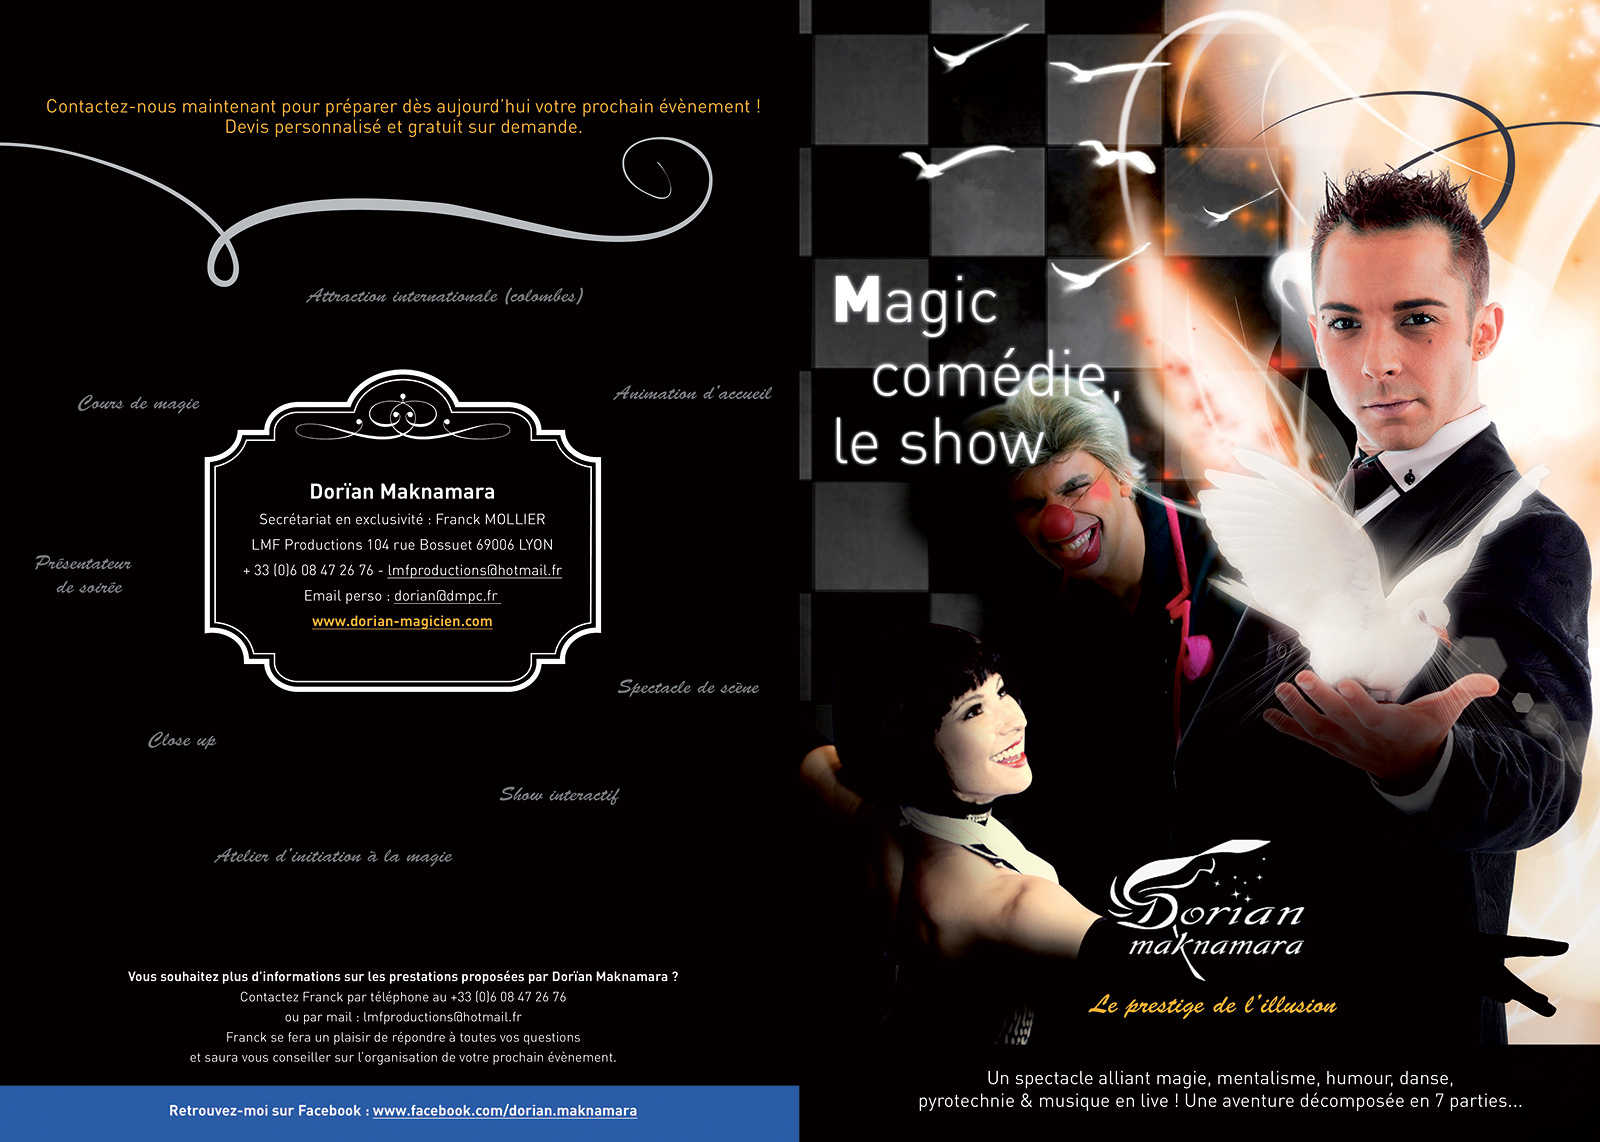 Contactez-nous maintenant pour préparer dès aujourd'hui votre prochain évènement !
Devis personnalisé et gratuit sur demande.
Attraction internationale (colombes)
Cours de magie
Animation d'accueil
Dorïan Maknamara
Secrétariat en exclusivité : Franck MOLLIER
LMF Productions 104 rue Bossuet 69006 LYON
+ 33 (0)6 08 47 26 76 - lmfproductions@hotmail.fr
Email perso : dorian@dmpc.fr
www.dorian-magicien.com
Présentateur
de soirée
Spectacle de scène
Close up
Show interactif
Atelier d'initiation à la magie
Vous souhaitez plus d'informations sur les prestations proposées par Dorïan Maknamara ?
Contactez Franck par téléphone au +33 (0)6 08 47 26 76
ou par mail : lmfproductions@hotmail.fr
Franck se fera un plaisir de répondre à toutes vos questions
et saura vous conseiller sur l'organisation de votre prochain évènement.
Retrouvez-moi sur Facebook : www.facebook.com/dorian.maknamara
Magic
comédie,
le show
Dorian
maknamara
Le prestige de l'illusion
Un spectacle alliant magie, mentalisme, humour, danse,
pyrotechnie & musique en live ! Une aventure décomposée en 7 parties...